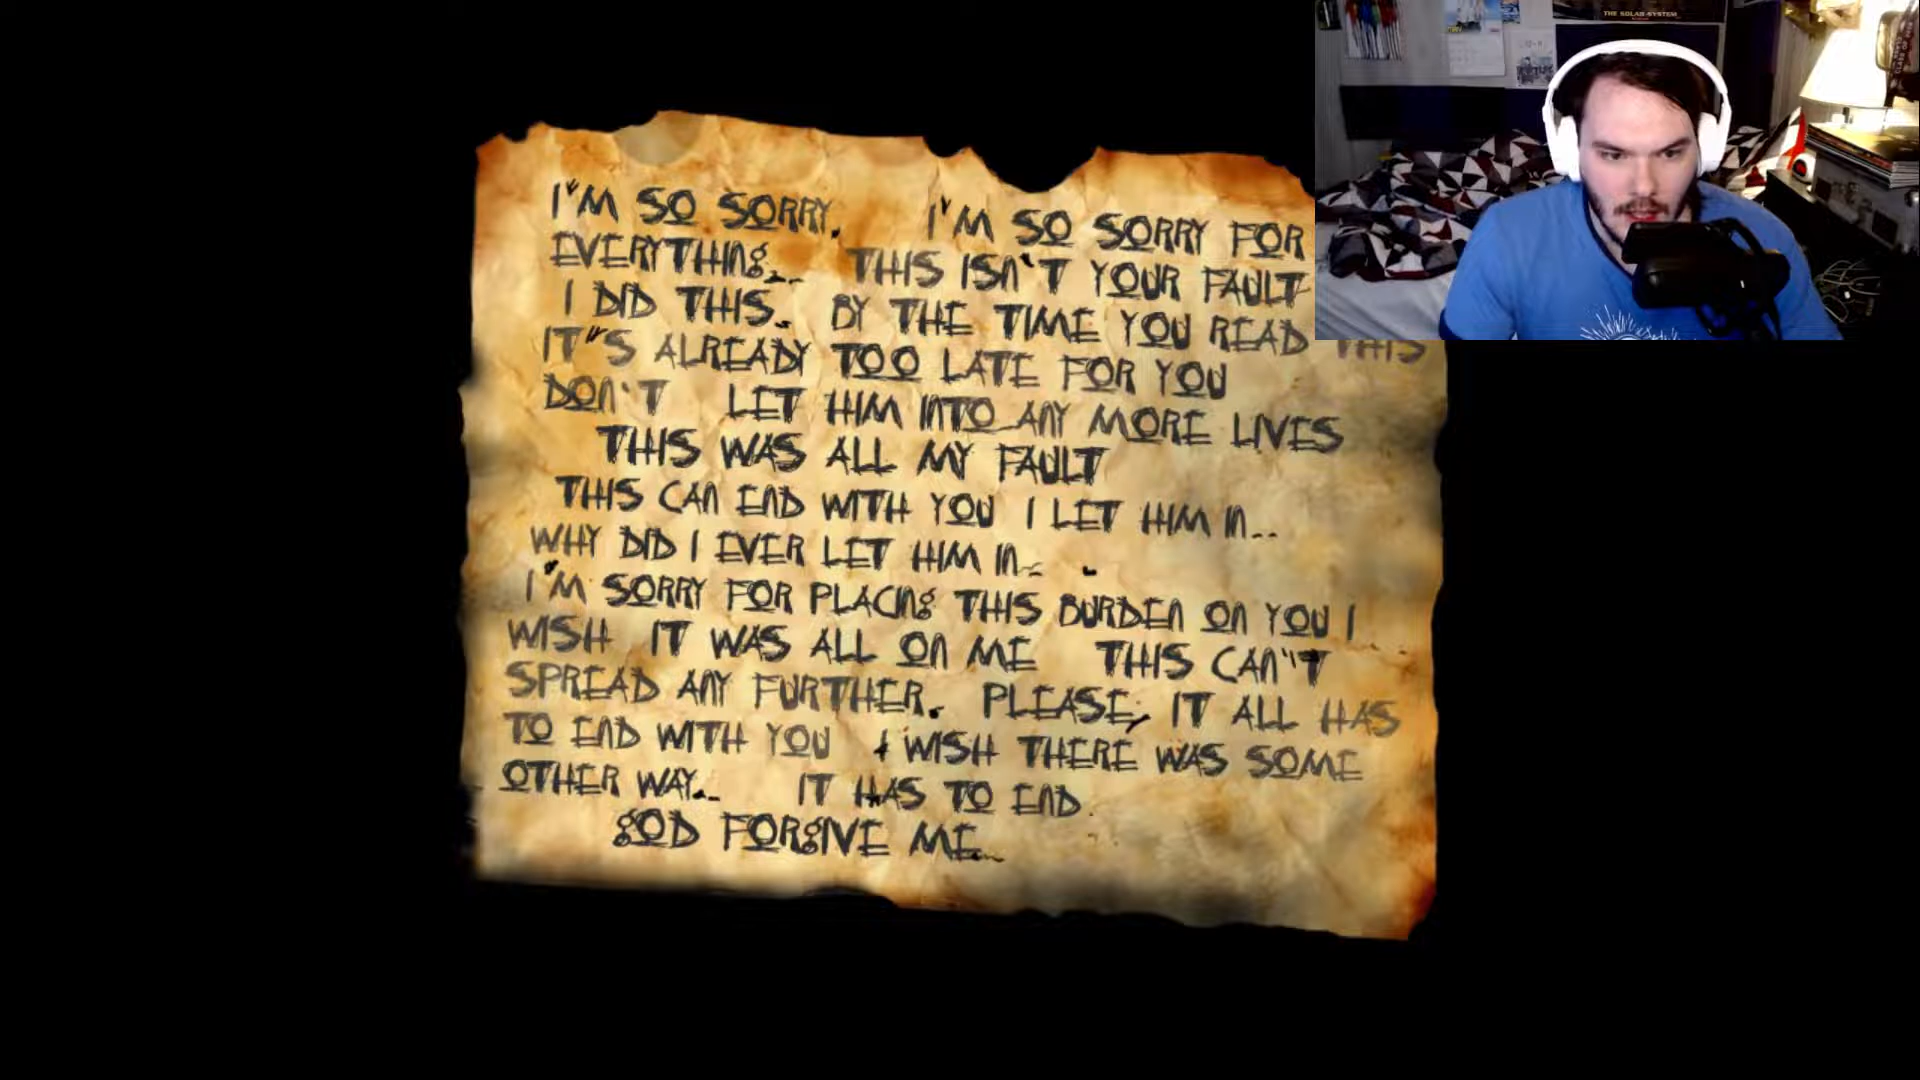 THE SOLAR SYSTEM
I'M SO SORRY. I'M SO SORRY FOR
EVERYTHING... THIS ISN'T YOUR FAULT
I DID THIS. BY THE TIME YOU READ THIS
IT"S ALREADY TOO LATE FOR YOU
DON'T LET HIM INTO ANY MORE LIVES
THIS WAS ALL MY FAULT
THIS CAN END WITH YOU I LET HIM IN..
WHY DID I EVER LET HIM IN..
I'M SORRY FOR PLACING THIS BURDEN ON YOU I
WISH IT WAS ALL ON ME THIS CAN'T
SPREAD ANY FURTHER. PLEASE, IT ALL HAS
TO END WITH YOU I WISH THERE WAS SOME
OTHER WAY.. IT HAS TO END.
GOD FORGIVE ME...